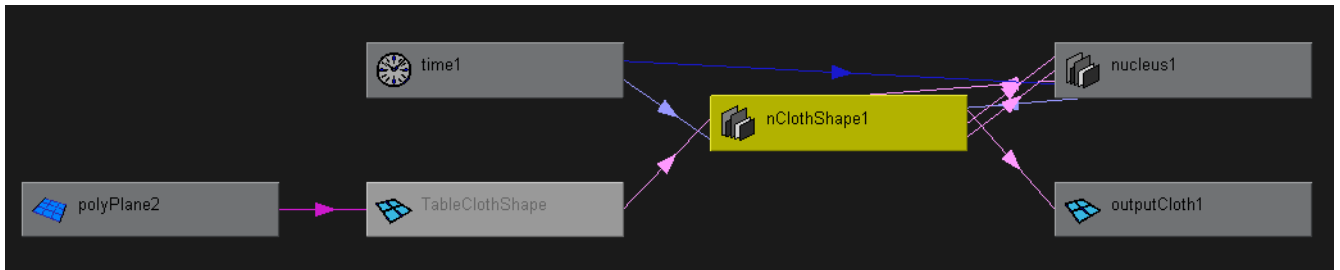 time1
nucleus1
nClothShape1
polyPlane2
TableClothShape
outputCloth1